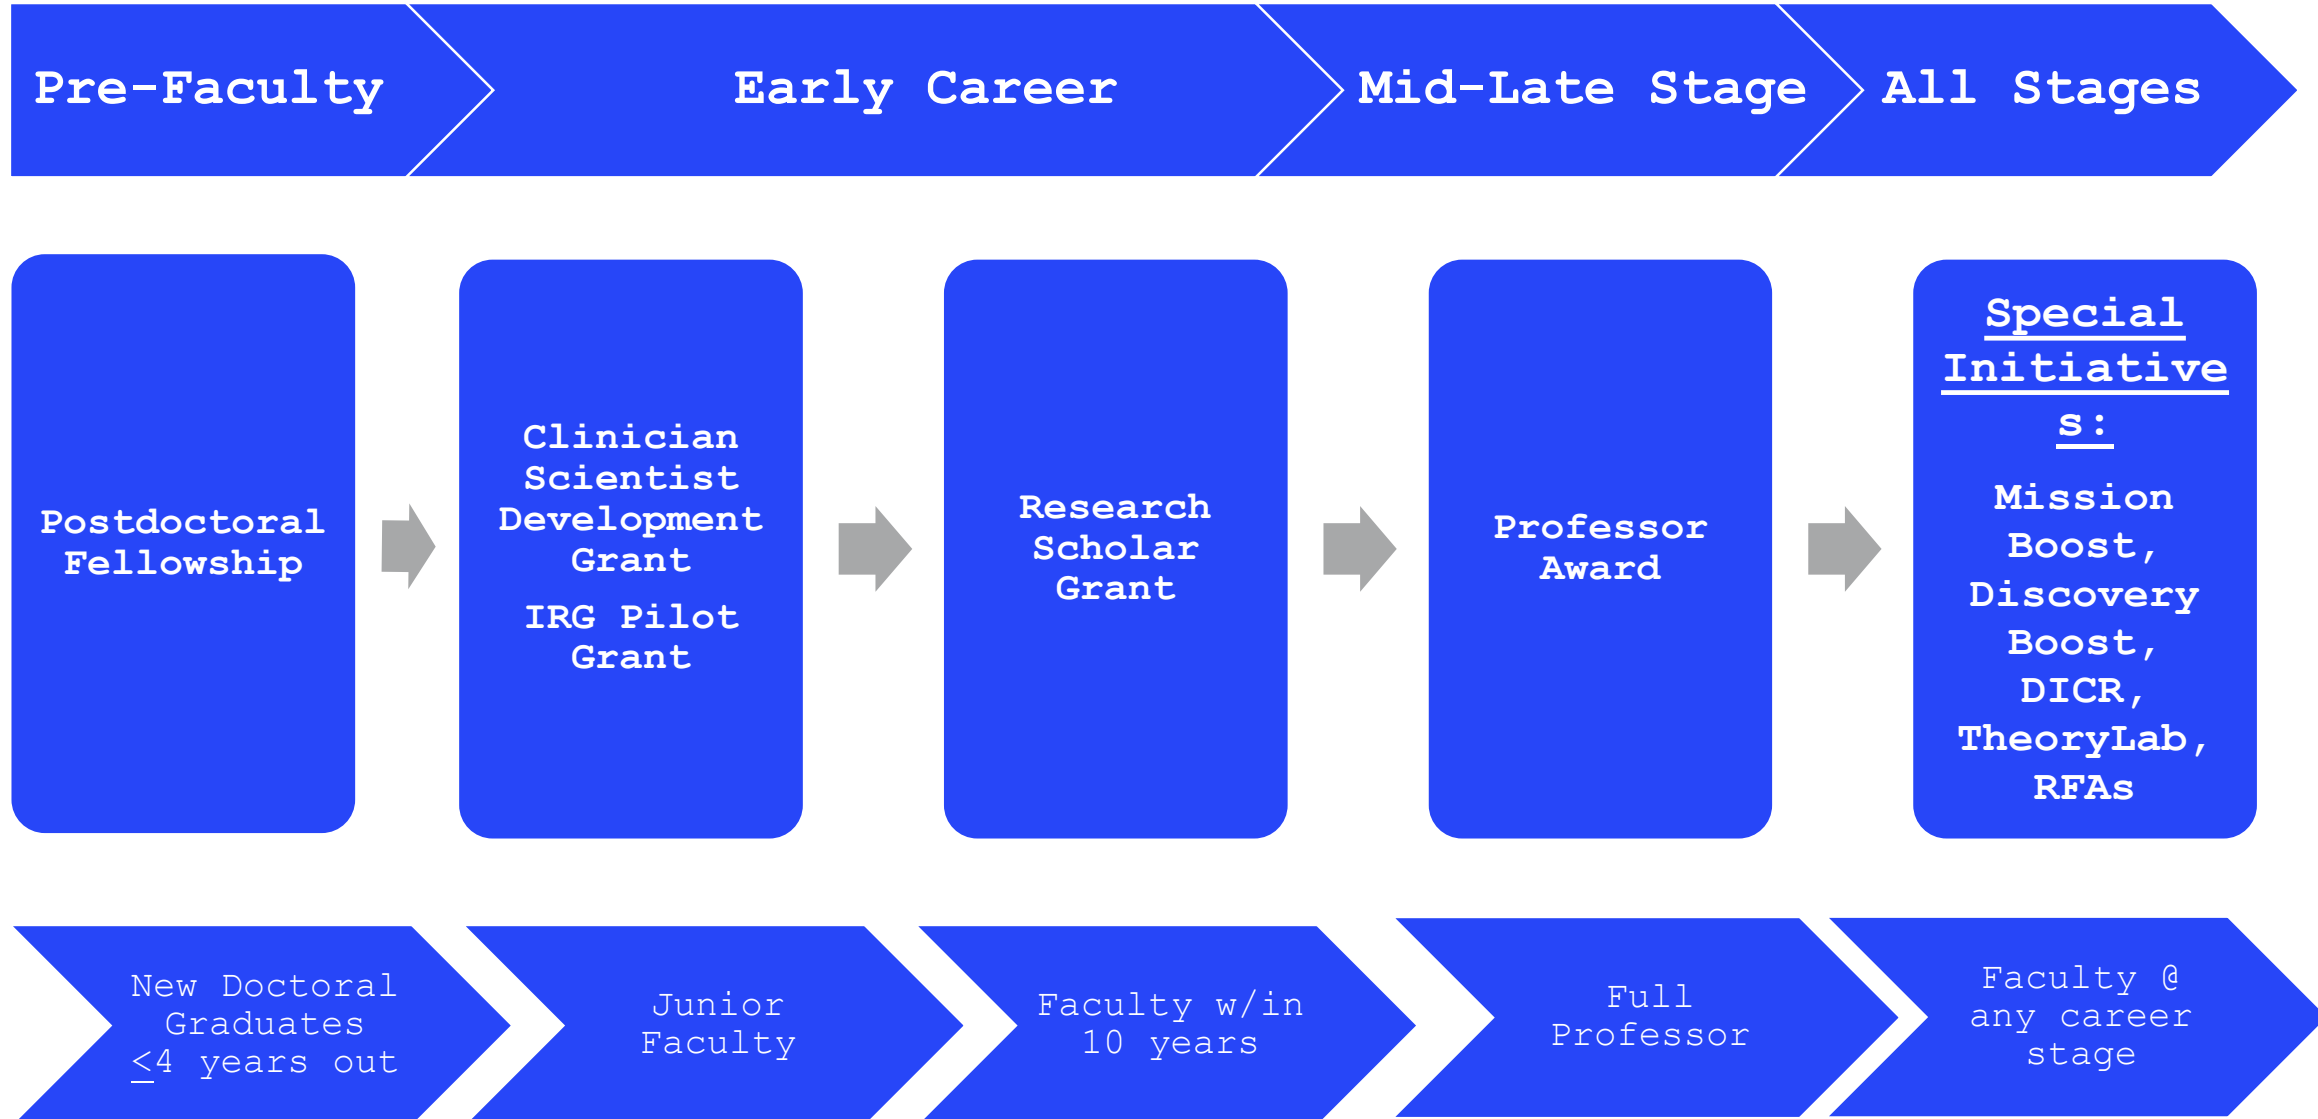 Pre-Faculty
Early Career
Mid-Late Stage
All Stages
Postdoctoral
Fellowship
Clinician
Scientist
Development
Grant
IRG Pilot
Grant
Research
Scholar
Grant
Professor
Award
Special
Initiative
s:
Mission
Boost,
Discovery
Boost,
DICR,
TheoryLab,
RFAs
New Doctoral
Graduates
<4 years out
Junior
Faculty
Faculty w/in
10 years
Full
Professor
Faculty @
any career
stage